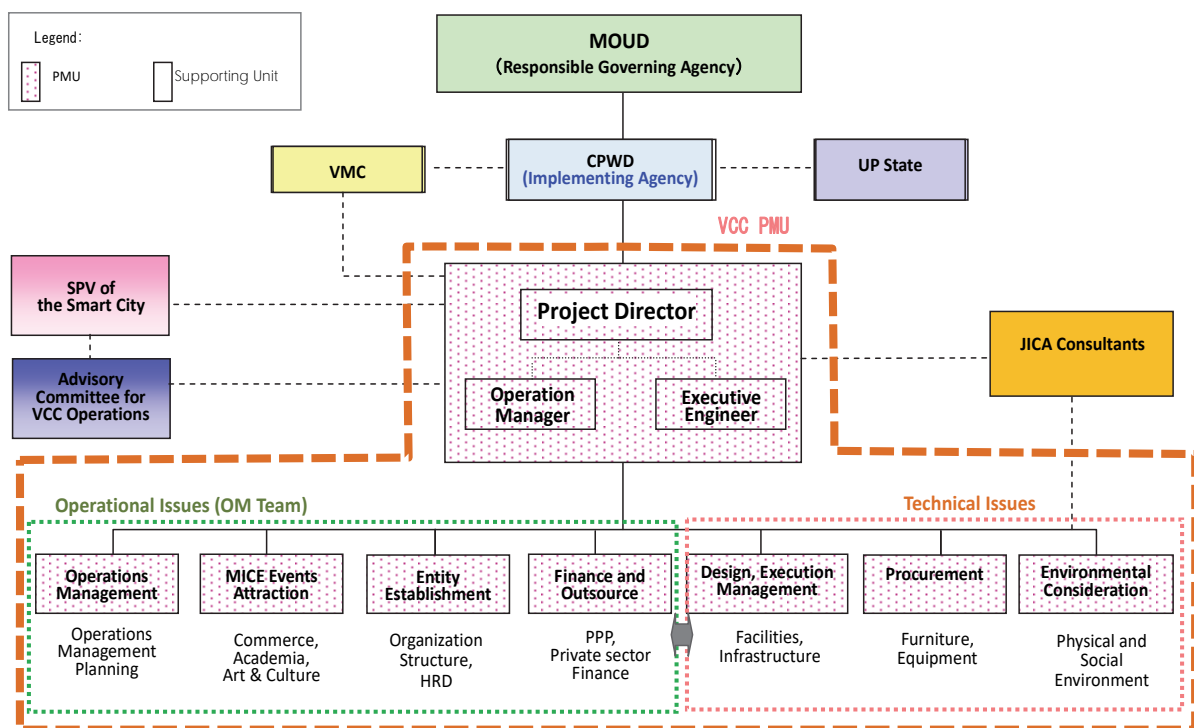 Legend:
PMU
Supporting Unit
MOUD
(Responsible Governing Agency)
VMC
CPWD
(Implementing Agency)
UP State
VCC PMU
SPV of
the Smart City
Project Director
JICA Consultants
Advisory
Committee for
VCC Operations
Operation
Manager
Executive
Engineer
Operational Issues (OM Team)
Technical Issues
Operations
Management
MICE Events
Attraction
Entity
Establishment
Finance and
Outsource
Design, Execution
Management
Procurement
Environmental
Consideration
Operations
Management
Planning
Commerce,
Academia,
Art & Culture
Organization
Structure,
HRD
PPP,
Private sector
Finance
Facilities,
Infrastructure
Furniture,
Equipment
Physical and
Social
Environment